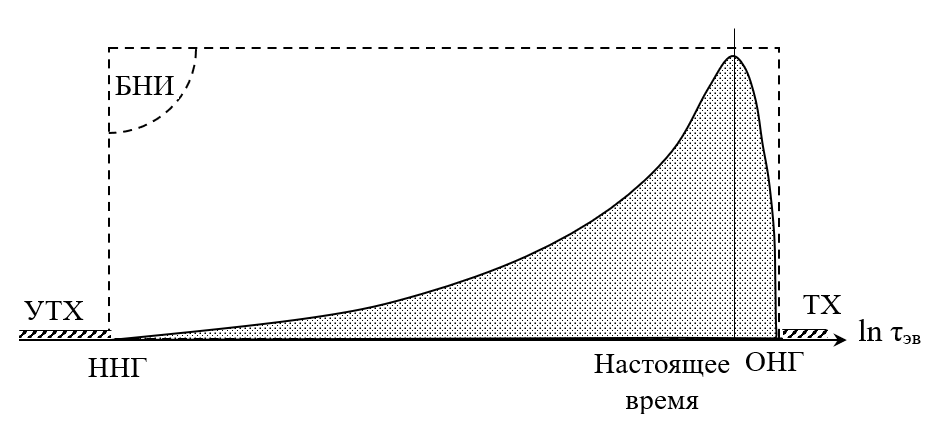 БНИ
УТХ
ТХ
ln τэв
ННГ
Настоящее
время
ОНГ